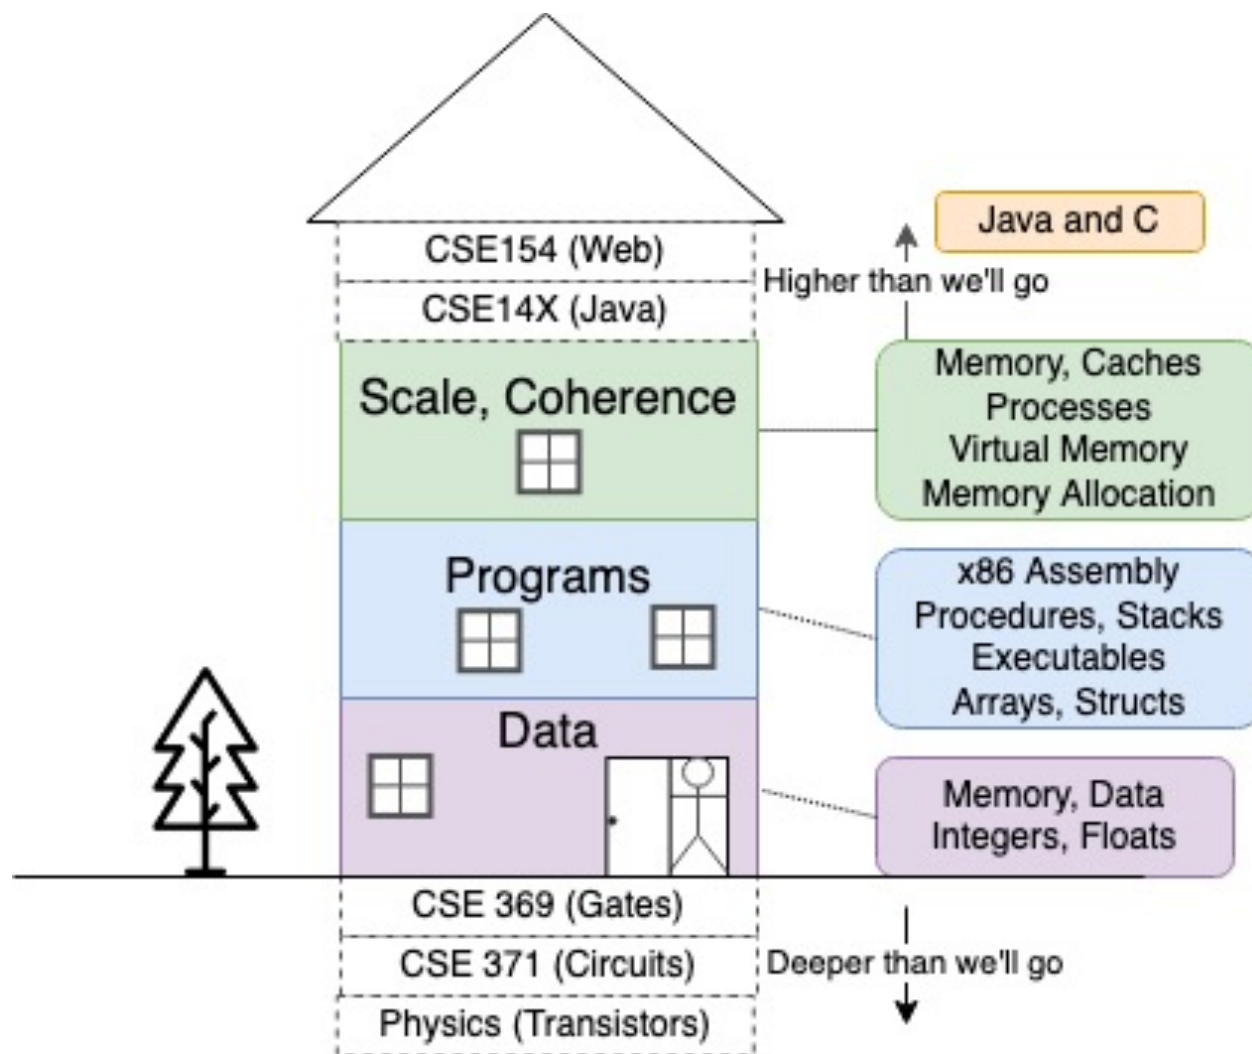 CSE154 (Web)
CSE14X (Java)
Java and C
Higher than we'll go
Scale, Coherence
Memory, Caches
Processes
Virtual Memory
Memory Allocation
Programs
x86 Assembly
Procedures, Stacks
Executables
Arrays, Structs
Data
Memory, Data
Integers, Floats
CSE 369 (Gates)
CSE 371 (Circuits)
Deeper than we'll go
Physics (Transistors)